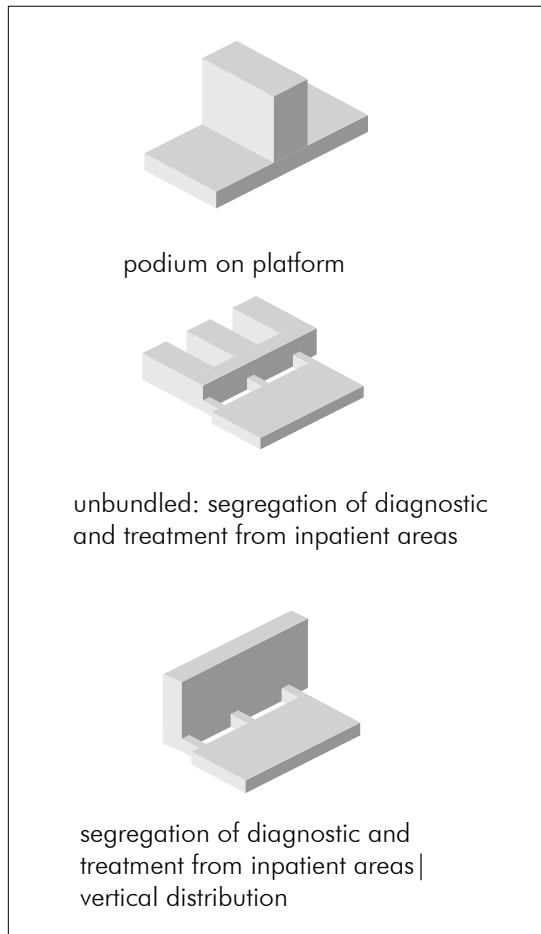 podium on platform
unbundled: segregation of diagnostic
and treatment from inpatient areas
segregation of diagnostic and
treatment from inpatient areas|
vertical distribution